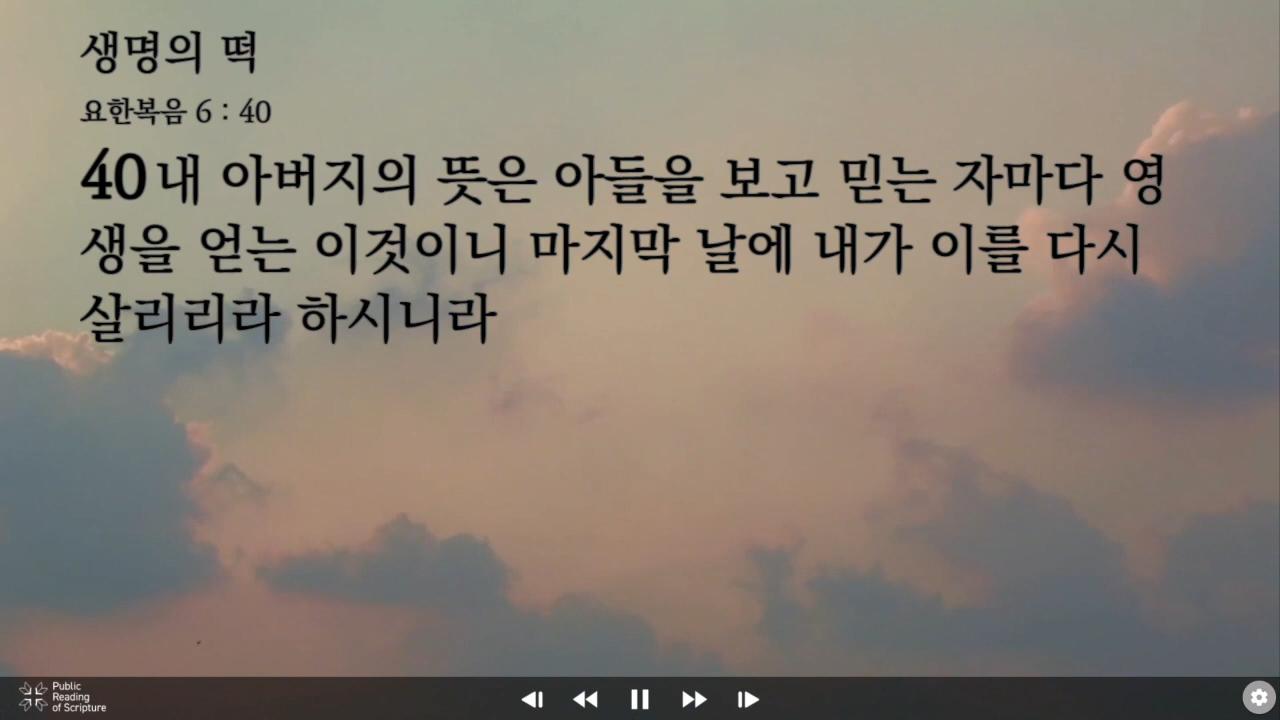 생명의 떡
요한복음 6 : 40
40 내 아버지의 뜻은 아들을 보고 믿는 자마다 영
생을 얻는 이것이니 마지막 날에 내가 이를 다시
살리리라 하시니라
Public
Reading
of Scripture